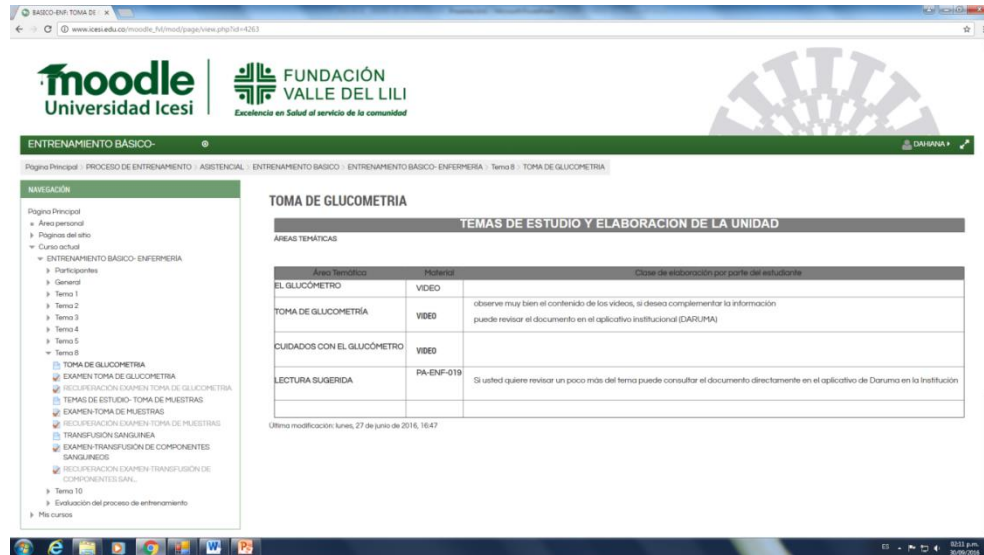 BASICO-ENF: TOMA DE
www.icesi.edu.co/moodle_fvl/mod/page/view.php?id=4263
moodle
Universidad Icesi
FUNDACIÓN
VALLE DEL LILI
Excelencia en Salud al servicio de la comunidad
ENTRENAMIENTO BÁSICO-
DAHIANA
Página Principal PROCESO DE ENTRENAMIENTO ASISTENCIAL ENTRENAMIENTO BASICO ENTRENAMIENTO BÁSICO- ENFERMERÍA Tema 8 TOMA DE GLUCOMETRIA
NAVEGACIÓN
Página Principal
Área personal
Páginas del sitio
Curso actual
ENTRENAMIENTO BÁSICO- ENFERMERÍA
Participantes
General
Tema 1
Tema 2
Tema 3
Tema 4
Tema 5
Tema 8
TOMA DE GLUCOMETRIA
EXAMEN TOMA DE GLUCOMETRIA
RECUPERACIÓN EXAMEN TOMA DE GLUCOMETRIA
TEMAS DE ESTUDIO- TOMA DE MUESTRAS
EXAMEN-TOMA DE MUESTRAS
RECUPERACIÓN EXAMEN-TOMA DE MUESTRAS
TRANSFUSIÓN SANGUINEA
EXAMEN-TRANSFUSIÓN DE COMPONENTES
SANGUINEOS
RECUPERACION EXAMEN-TRANSFUSIÓN DE
COMPONENTES SAN...
Tema 10
Evaluación del proceso de entrenamiento
Mis cursos
TOMA DE GLUCOMETRIA
TEMAS DE ESTUDIO Y ELABORACION DE LA UNIDAD
ÁREAS TEMÁTICAS
Área Temática Material Clase de elaboración por parte del estudiante
EL GLUCÓMETRO VIDEO
TOMA DE GLUCOMETRÍA VIDEO observe muy bien el contenido de los videos, si desea complementar la información
puede revisar el documento en el aplicativo institucional (DARUMA)
CUIDADOS CON EL GLUCÓMETRO VIDEO
LECTURA SUGERIDA PA-ENF-019 Si usted quiere revisar un poco más del tema puede consultar el documento directamente en el aplicativo de Daruma en la Institución
Última modificación: lunes, 27 de junio de 2016, 16:47
ES
02:11 p.m.
30/06/2016